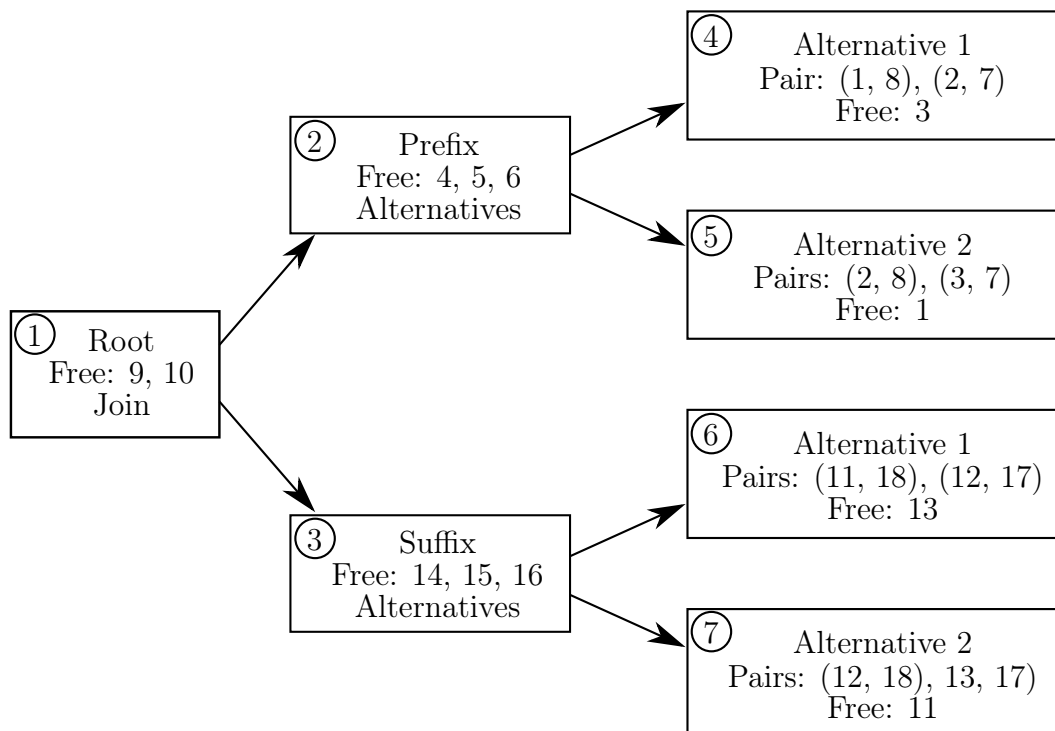 1
Root
Free: 9, 10
Join
2
Prefix
Free: 4, 5, 6
Alternatives
3
Suffix
Free: 14, 15, 16
Alternatives
4
Alternative 1
Pair: (1, 8), (2, 7)
Free: 3
5
Alternative 2
Pairs: (2, 8), (3, 7)
Free: 1
6
Alternative 1
Pairs: (11, 18), (12, 17)
Free: 13
7
Alternative 2
Pairs: (12, 18), 13, 17)
Free: 11